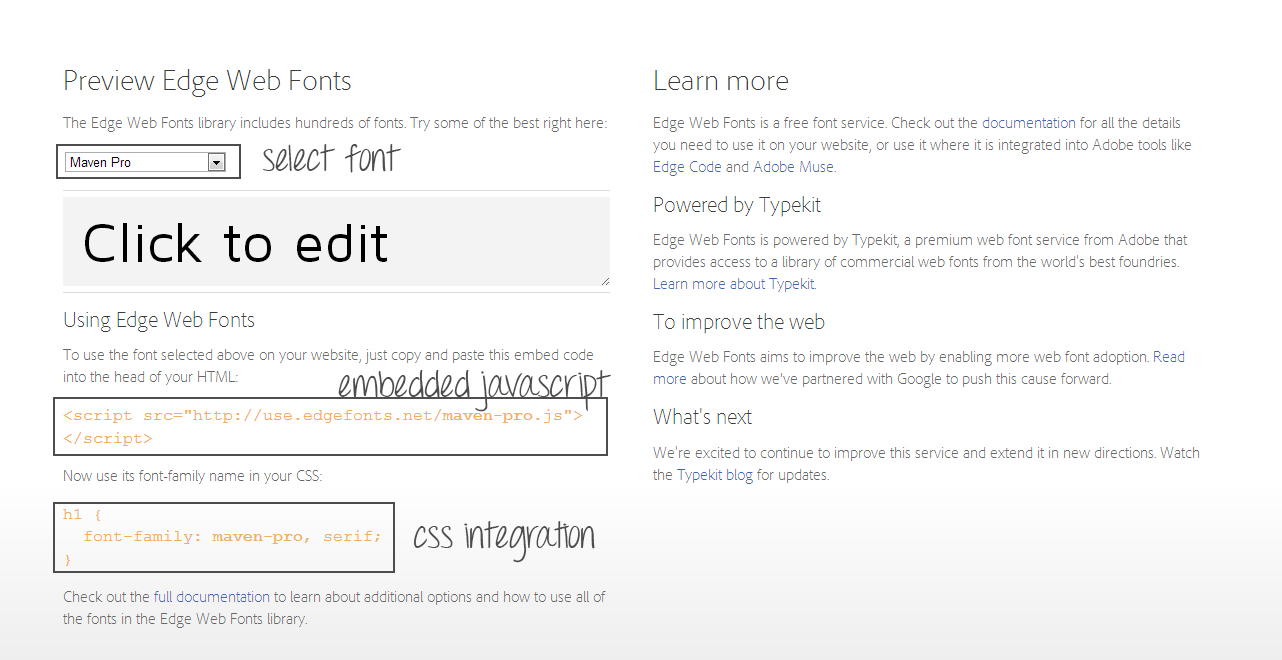 Preview Edge Web Fonts
The Edge Web Fonts library includes hundreds of fonts. Try some of the best right here:
Maven Pro
select font
Click to edit
Using Edge Web Fonts
To use the font selected above on your website, just copy and paste this embed code
into the head of your HTML:
embedded javascript
<script src="http://use.edgefonts.net/maven-pro.js">
</script>
Now use its font-family name in your CSS:
h1 {
font-family: maven-pro, serif;
}
css integration
Check out the full documentation to learn about additional options and how to use all of
the fonts in the Edge Web Fonts library.
Learn more
Edge Web Fonts is a free font service. Check out the documentation for all the details
you need to use it on your website, or use it where it is integrated into Adobe tools like
Edge Code and Adobe Muse.
Powered by Typekit
Edge Web Fonts is powered by Typekit, a premium web font service from Adobe that
provides access to a library of commercial web fonts from the world's best foundries.
Learn more about Typekit.
To improve the web
Edge Web Fonts aims to improve the web by enabling more web font adoption. Read
more about how we've partnered with Google to push this cause forward.
What's next
We're excited to continue to improve this service and extend it in new directions. Watch
the Typekit blog for updates.